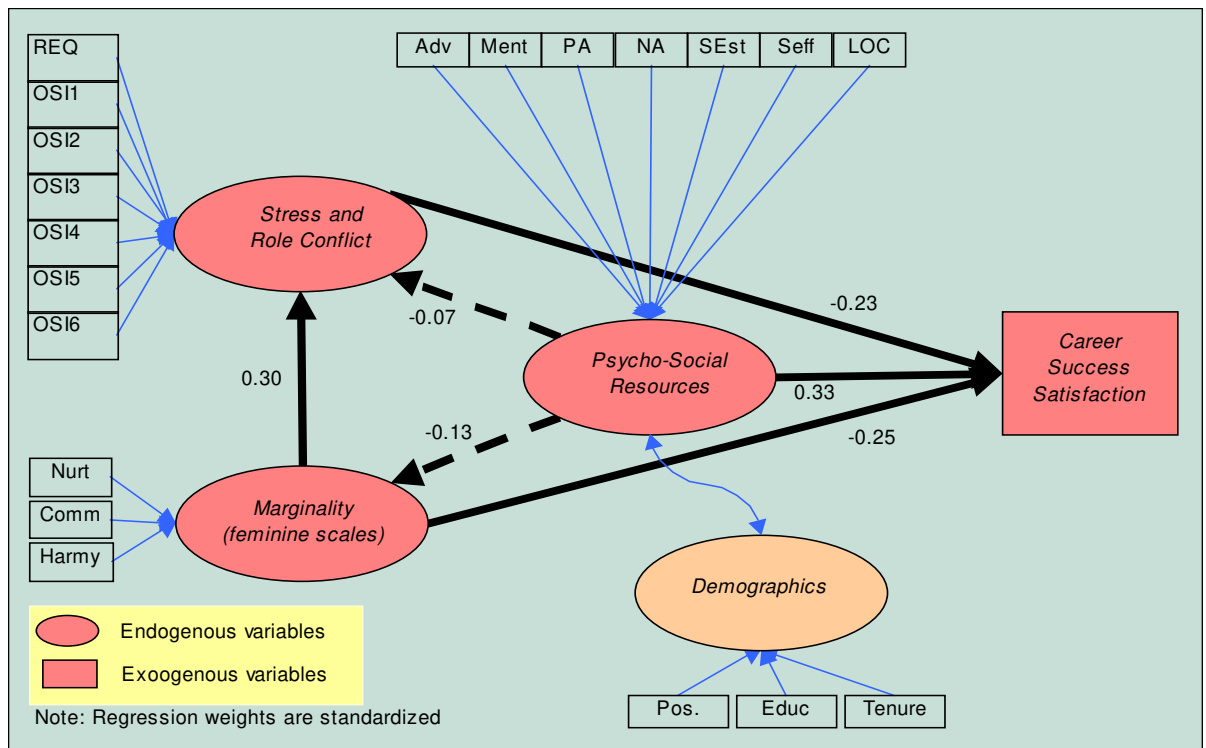 REQ
OSI1
OSI2
OSI3
OSI4
OSI5
OSI6
Adv
Ment
PA
NA
SEst
Seff
LOC
Stress and
Role Conflict
-0.07
-0.23
Psycho-Social
Resources
Career
Success
Satisfaction
0.30
0.33
-0.13
-0.25
Nurt
Comm
Harmy
Marginality
(feminine scales)
Demographics
Endogenous variables
Exoogenous variables
Pos.
Educ
Tenure
Note: Regression weights are standardized